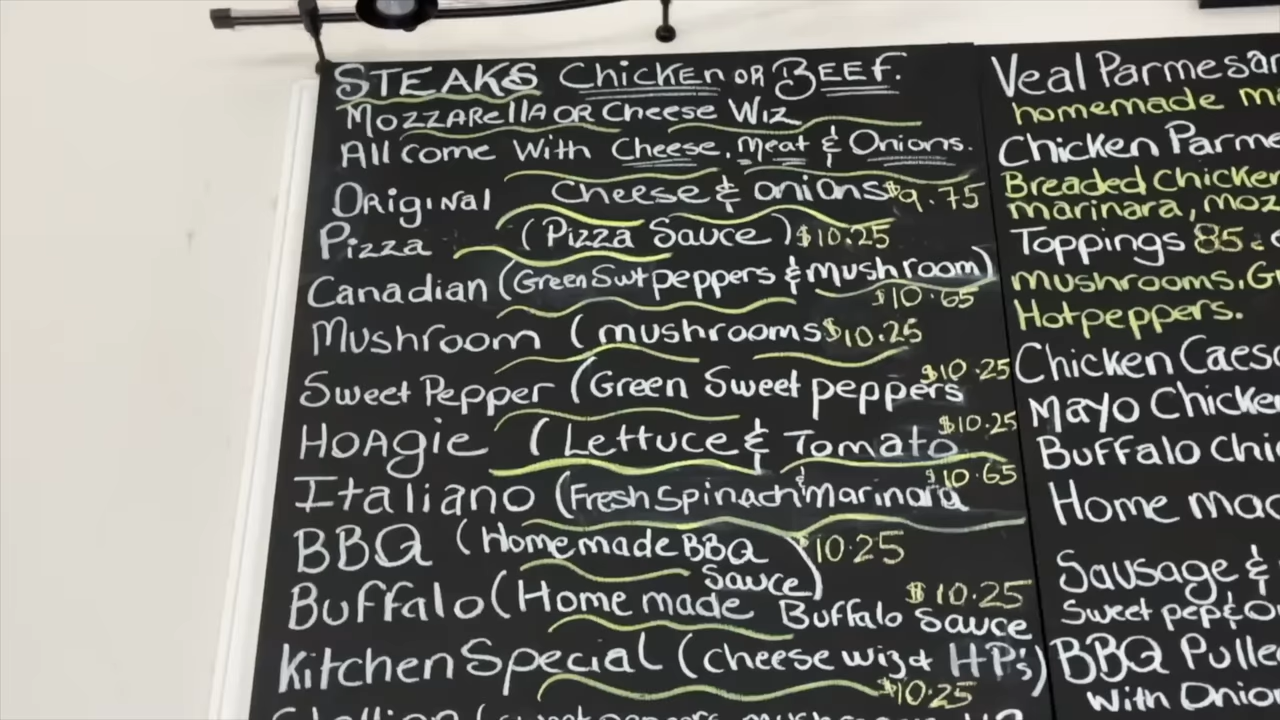 STEAKS Chicken or BEEF.
Mozzarella or Cheese Wiz
All come With Cheese, Meat & Onions.
Original Cheese & onions $9.75
Pizza (Pizza Sauce) $10.25
Canadian (Green Swt peppers & mushroom)
$10.65
Mushroom (mushrooms $10.25
$10.25
Sweet Pepper (Green Sweet peppers
$10.25
Hoagie (Lettuce & Tomato
$10.65
Italiano (Fresh Spinach & Marinara
BBQ (Homemade BBQ $10.25
Sauce)
$10.25
Buffalo (Home made Buffalo Sauce
Kitchen Special (cheese wiz & HP's)
$10.25
Veal Parmesan
homemade
Chicken Parme
Breaded Chicken
marinara, moz
Toppings 85¢
mushrooms, G
Hot peppers.
Chicken Caesa
Mayo Chicken
Buffalo Chi
Home mad
Sausage &
Sweet pep & O
BBQ Pulle
With Onion